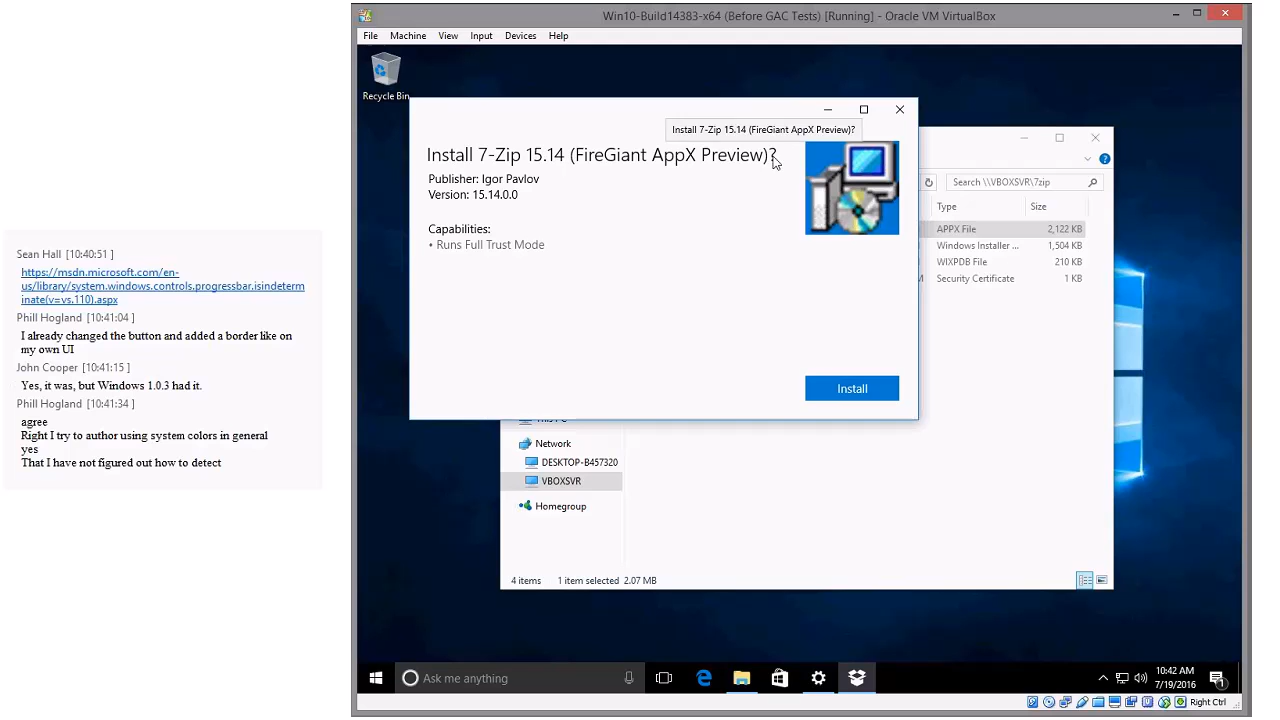 Sean Hall [10:40:51 ]
https://msdn.microsoft.com/en-
us/library/system.windows.controls.progressbar.isindeterm
inate(v=vs.110).aspx
Phill Hogland [10:41:04 ]
I already changed the button and added a border like on
my own UI
John Cooper [10:41:15 ]
Yes, it was, but Windows 1.0.3 had it.
Phill Hogland [10:41:34 ]
agree
Right I try to author using system colors in general
yes
That I have not figured out how to detect
Win10-Build14383-x64 (Before GAC Tests) [Running] - Oracle VM VirtualBox
File Machine View Input Devices Help
Recycle Bin
Install 7-Zip 15.14 (FireGiant AppX Preview)?
Install 7-Zip 15.14 (FireGiant AppX Preview)?
Publisher: Igor Pavlov
Version: 15.14.0.0
Capabilities:
• Runs Full Trust Mode
Install
Search \\VBOXSVR\7zip
Type Size
APPX File 2,122 KB
Windows Installer ... 1,504 KB
WIXPDB File 210 KB
M Security Certificate 1 KB
This PC
Network
DESKTOP-B457320
VBOXSVR
Homegroup
4 items 1 item selected 2.07 MB
Ask me anything
10:42 AM
7/19/2016
1
Right Ctrl